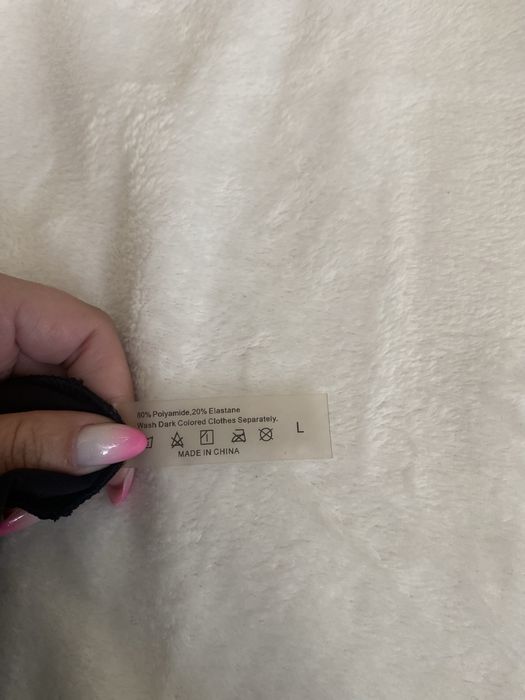 80% Polyamide,20% Elastane
Wash Dark Colored Clothes Separately.
L
MADE IN CHINA